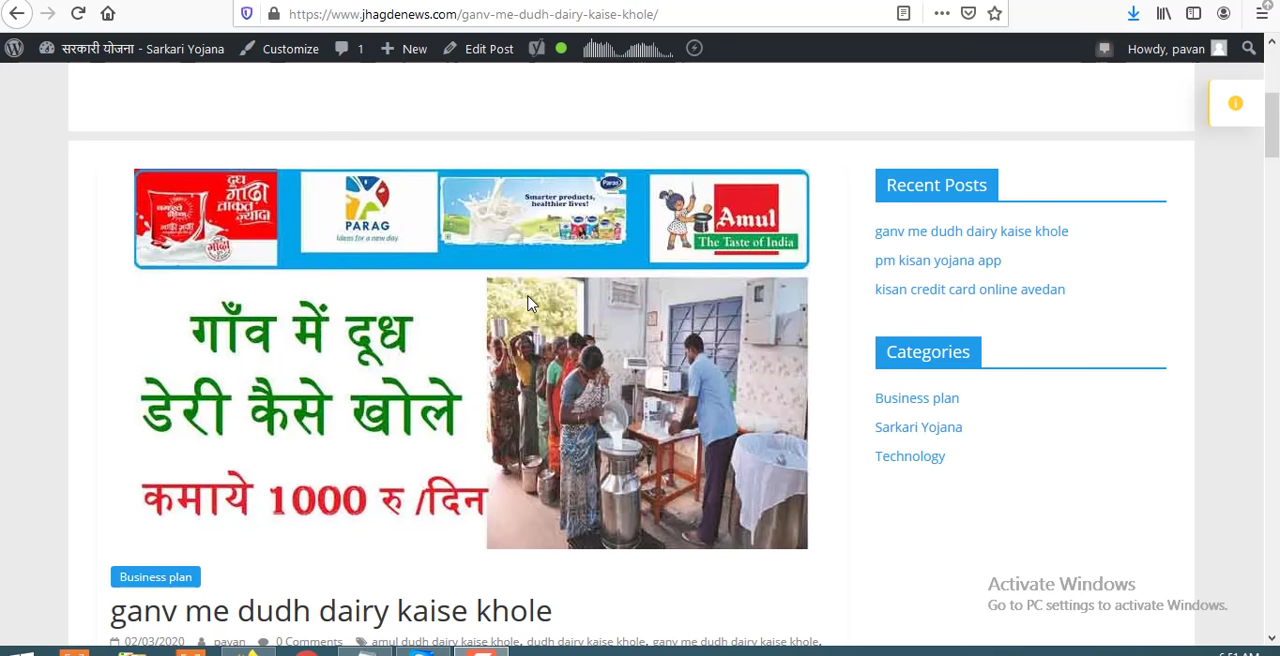 https://www.jhagdenews.com/ganv-me-dudh-dairy-kaise-khole/
सरकारी योजना - Sarkari Yojana Customize 1 New Edit Post Howdy, pavan
दूध
गाढ़ा
ताकत
ज़्यादा
PARAG
Ideas for a new day
Paras
Smarter products,
healthier lives!
Amul
The Taste of India
गाँव में दूध
डेरी कैसे खोले
कमाये 1000 रु /दिन
Business plan
ganv me dudh dairy kaise khole
02/03/2020 pavan 0 Comments amul dudh dairy kaise khole, dudh dairy kaise khole, ganv me dudh dairy kaise khole,
Recent Posts
ganv me dudh dairy kaise khole
pm kisan yojana app
kisan credit card online avedan
Categories
Business plan
Sarkari Yojana
Technology
Activate Windows
Go to PC settings to activate Windows.
6:51 AM